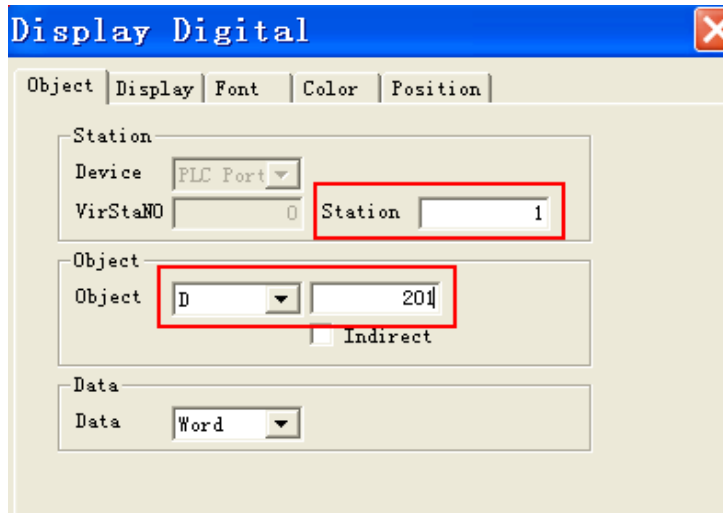 Display Digital
Object Display Font Color Position
Station
Device PLC Port
VirStaNO 0 Station 1
Object
Object D 201
Indirect
Data
Data Word